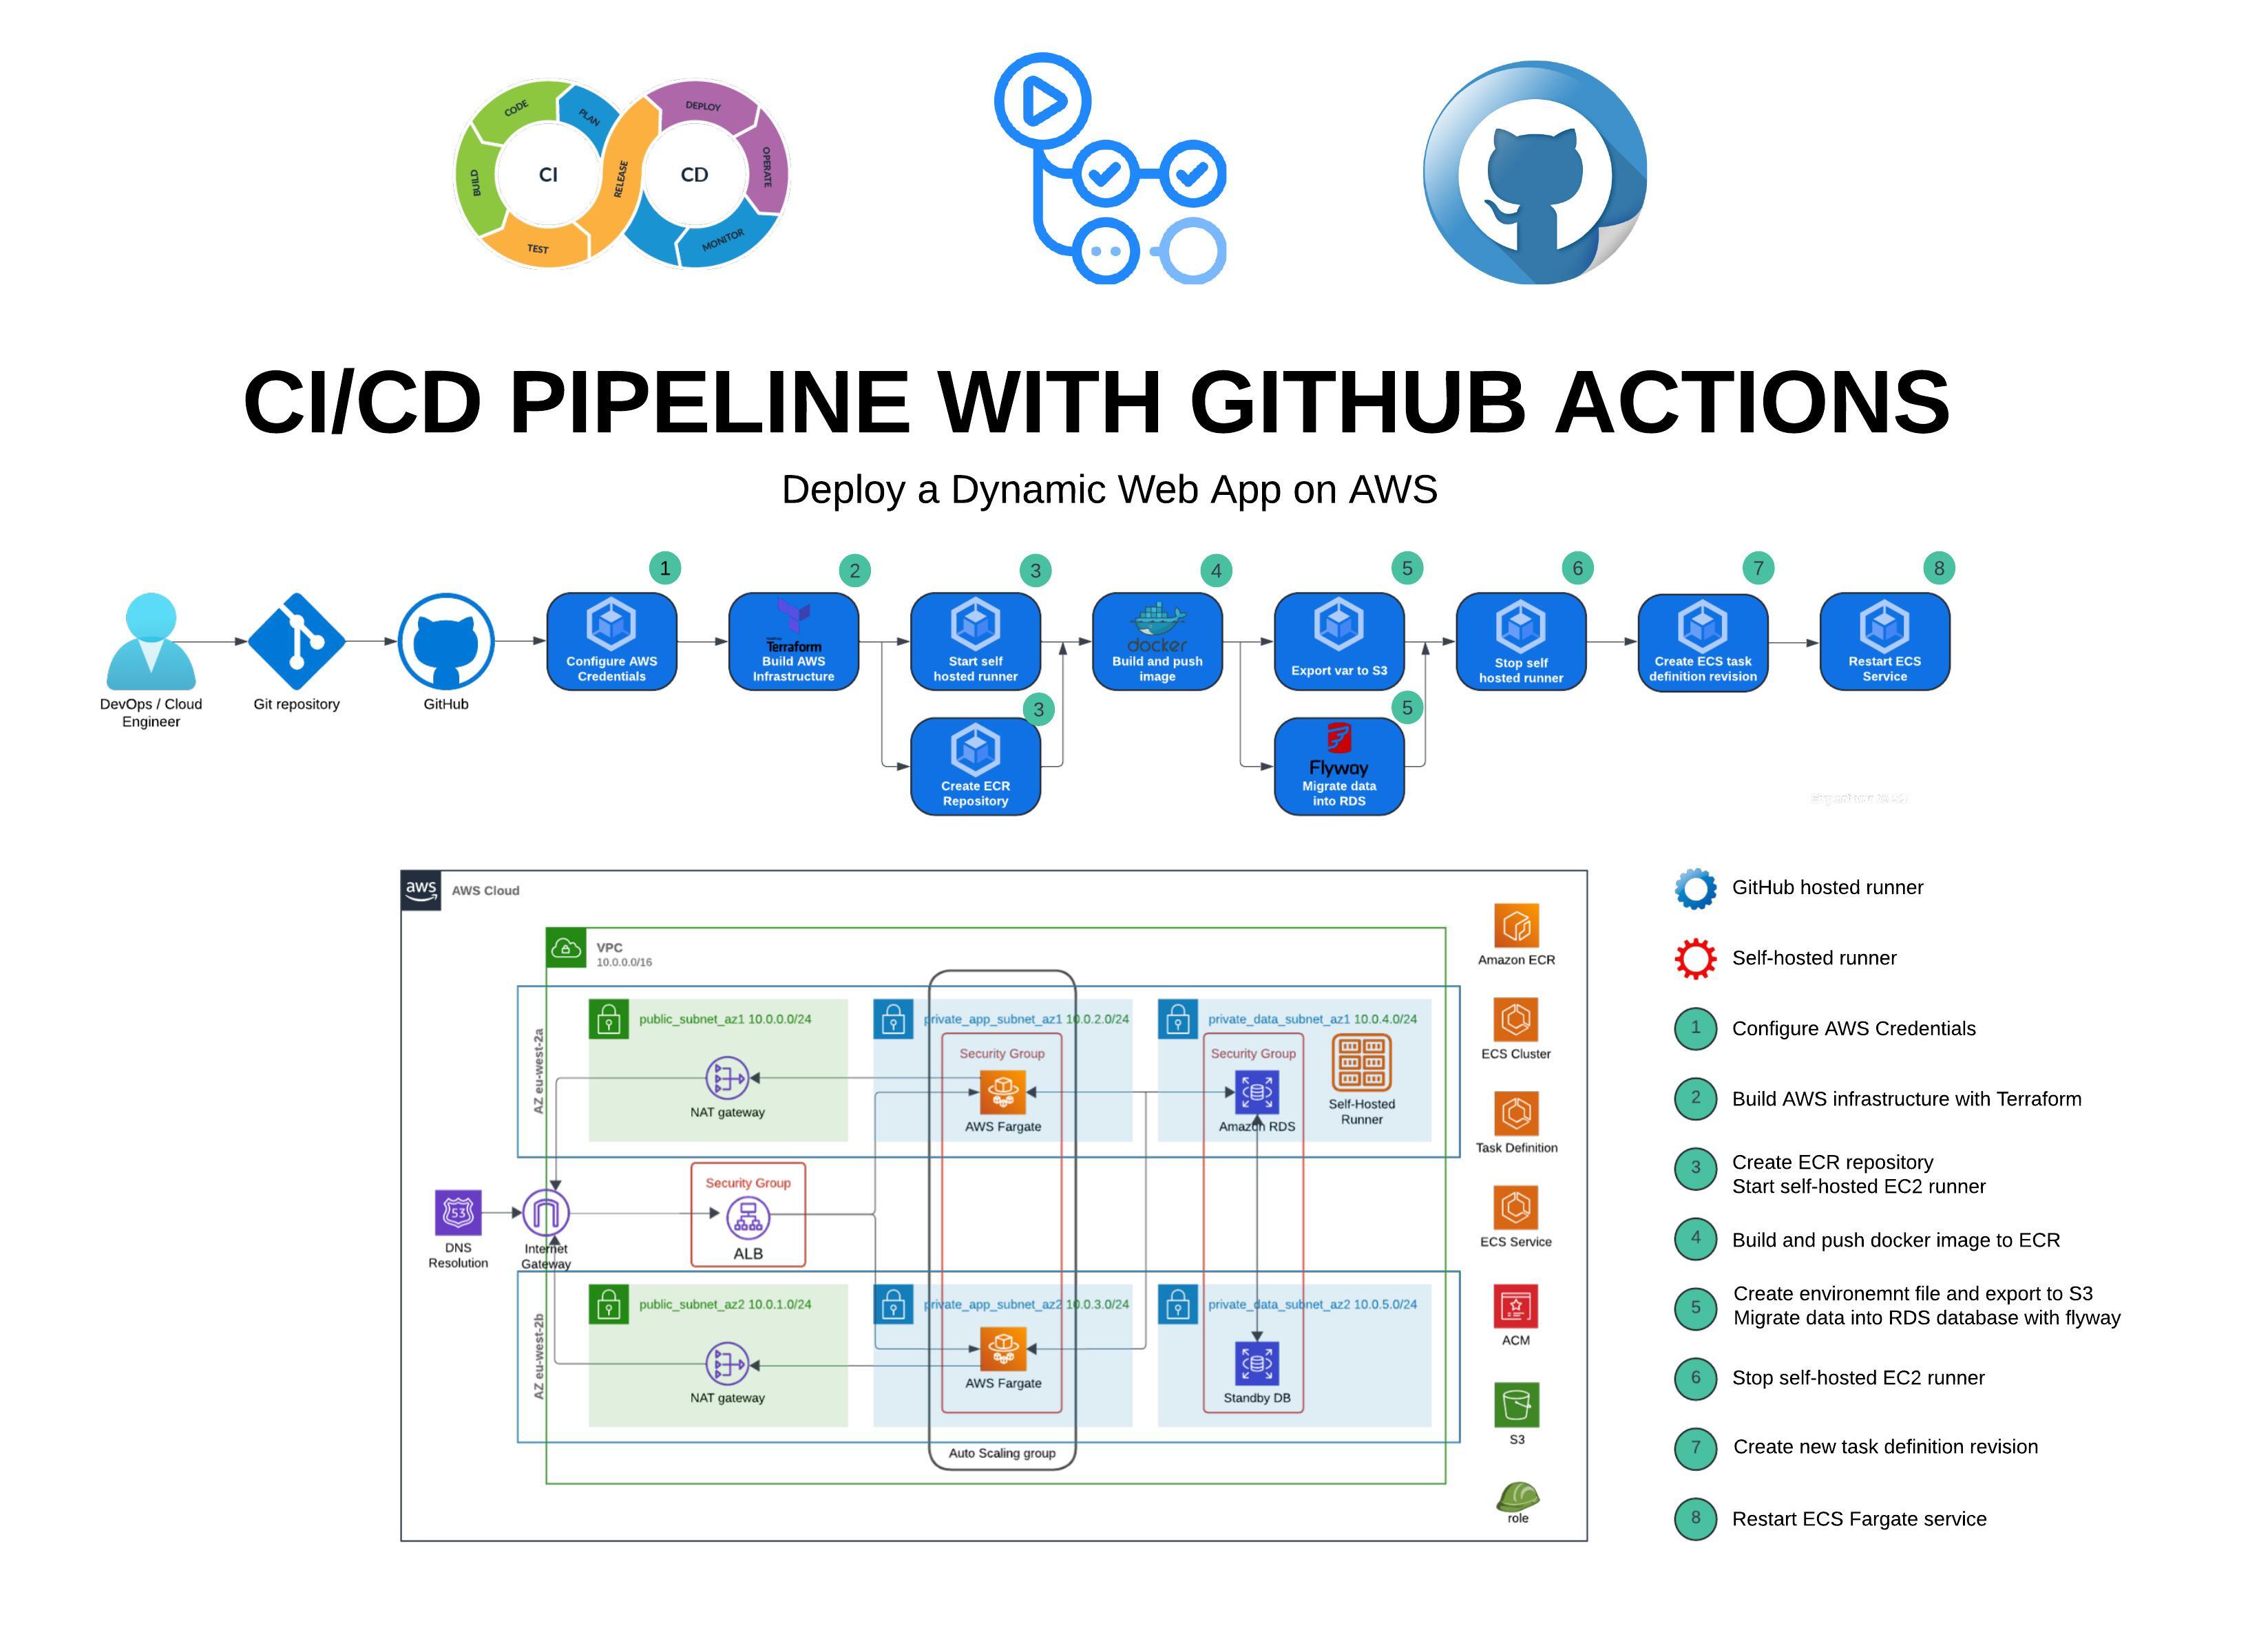 CODE
PLAN
BUILD
CI
TEST
RELEASE
DEPLOY
CD
OPERATE
MONITOR
CI/CD PIPELINE WITH GITHUB ACTIONS
Deploy a Dynamic Web App on AWS
DevOps / Cloud
Engineer
Git repository
GitHub
1
Configure AWS
Credentials
2
Terraform
Build AWS
Infrastructure
3
Start self
hosted runner
3
Create ECR
Repository
4
docker
Build and push
image
5
Export var to S3
5
Flyway
Migrate data
into RDS
6
Stop self
hosted runner
7
Create ECS task
definition revision
8
Restart ECS
Service
aws
AWS Cloud
VPC
10.0.0.0/16
AZ eu-west-2a
public_subnet_az1 10.0.0.0/24
NAT gateway
private_app_subnet_az1 10.0.2.0/24
Security Group
AWS Fargate
private_data_subnet_az1 10.0.4.0/24
Security Group
Amazon RDS
Self-Hosted
Runner
53
DNS
Resolution
Internet
Gateway
Security Group
ALB
AZ eu-west-2b
public_subnet_az2 10.0.1.0/24
NAT gateway
private_app_subnet_az2 10.0.3.0/24
AWS Fargate
private_data_subnet_az2 10.0.5.0/24
Standby DB
Auto Scaling group
Amazon ECR
ECS Cluster
Task Definition
ECS Service
ACM
S3
role
GitHub hosted runner
Self-hosted runner
1 Configure AWS Credentials
2 Build AWS infrastructure with Terraform
3 Create ECR repository
Start self-hosted EC2 runner
4 Build and push docker image to ECR
5 Create environemnt file and export to S3
Migrate data into RDS database with flyway
6 Stop self-hosted EC2 runner
7 Create new task definition revision
8 Restart ECS Fargate service